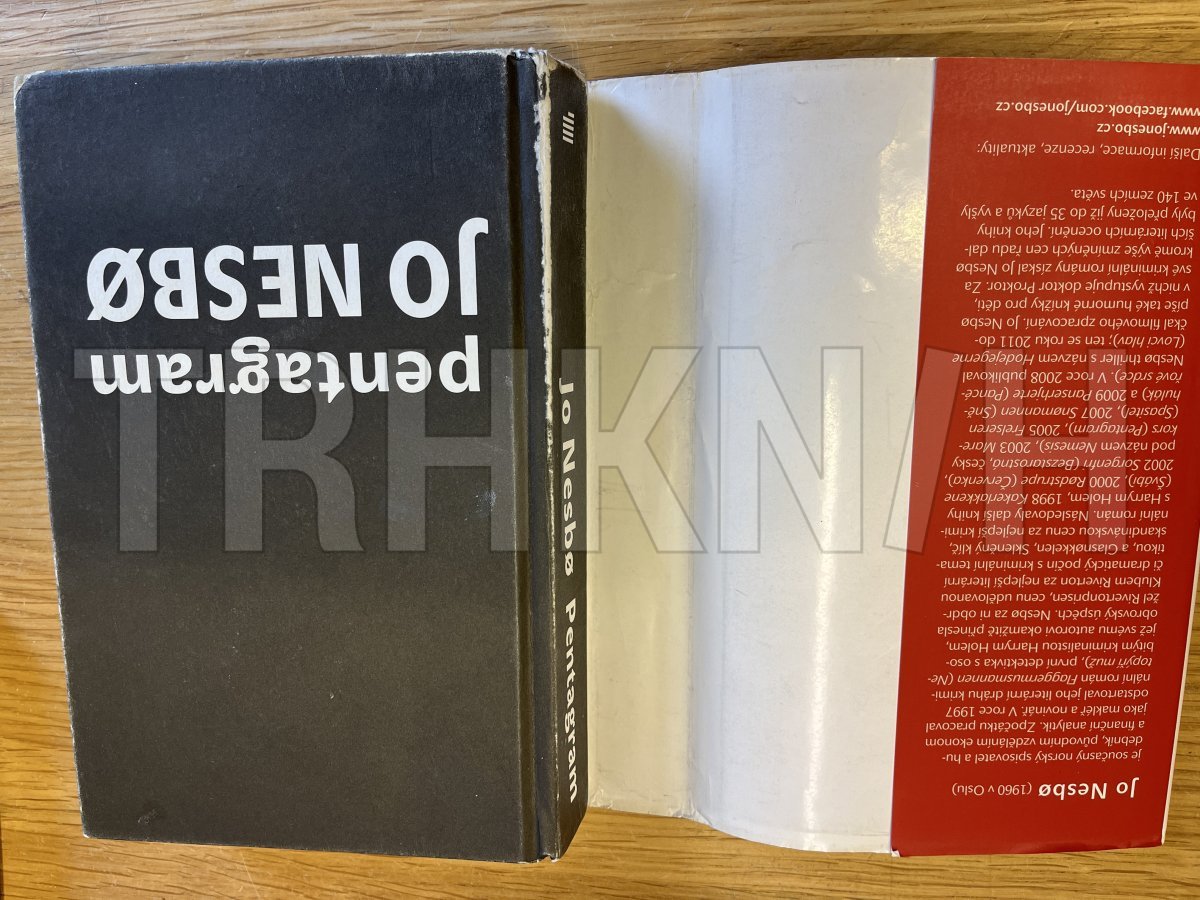 JO NESBØ
pentagram
Jo Nesbø pentagram
Jo Nesbø (1960 v Oslu)
je současný norský spisovatel a hu-
debník, původním vzděláním ekonom
a finanční analytik. Zpočátku pracoval
jako makléř a novinář. V roce 1997
odstartoval jeho literární dráhu krimi-
nální román Flaggermusmannen (Ne-
topýří muž), první detektivka s oso-
bitým kriminalistou Harrym Holem,
jež svému autorovi okamžitě přinesla
obrovský úspěch. Nesbø za ni obdr-
žel Rivertonprisen, cenu udělovanou
Klubem Riverton za nejlepší literární
či dramatický počin s kriminální tema-
tikou, a Glasnøkkelen, Skleněný klíč,
skandinávskou cenu za nejlepší krimi-
nální román. Následovaly další knihy
s Harrym Holem, 1998 Kakerlakkene
(Švábi), 2000 Rødstrupe (Červenka),
2002 Sorgenfri (Bezstarostno, česky
pod názvem Nemesis), 2003 Mare-
kors (Pentagram), 2005 Frelseren
(Spasitel), 2007 Snømannen (Sně-
hulák) a 2009 Panserhjerte (Pancé-
řové srdce). V roce 2008 publikoval
Nesbø thriller s názvem Hodejegerne
(Lovci hlav); ten se roku 2011 do-
čkal filmového zpracování. Jo Nesbø
píše také humorné knížky pro děti,
v nichž vystupuje doktor Proktor. Za
své kriminální romány získal Jo Nesbø
kromě výše zmíněných cen řadu dal-
ších literárních ocenění. Jeho knihy
byly přeloženy již do 35 jazyků a vyšly
ve 140 zemích světa.
Další informace, recenze, aktuality:
www.jonesbo.cz
www.facebook.com/jonesbo.cz
TRHKNIH